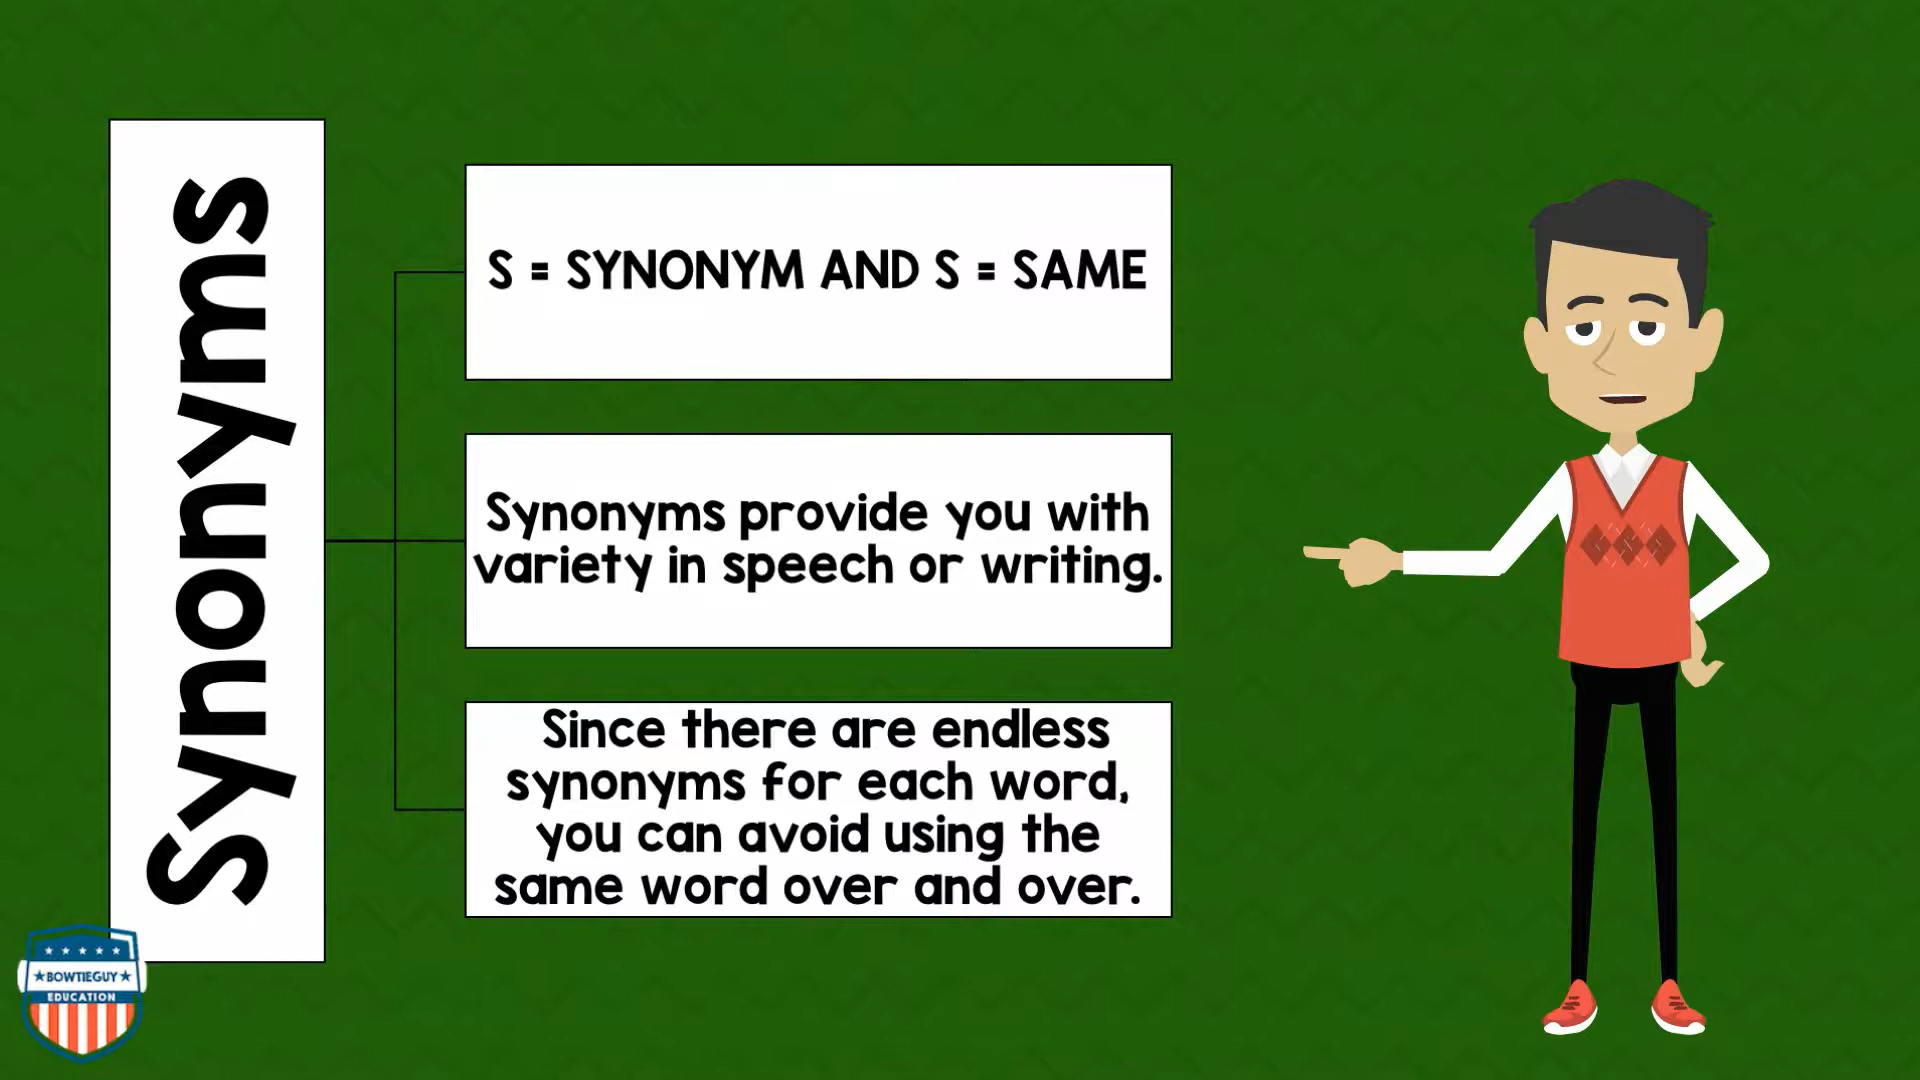 Synonyms
S = SYNONYM AND S = SAME
Synonyms provide you with
variety in speech or writing.
Since there are endless
synonyms for each word,
you can avoid using the
same word over and over.
BOWTIEGUY
EDUCATION